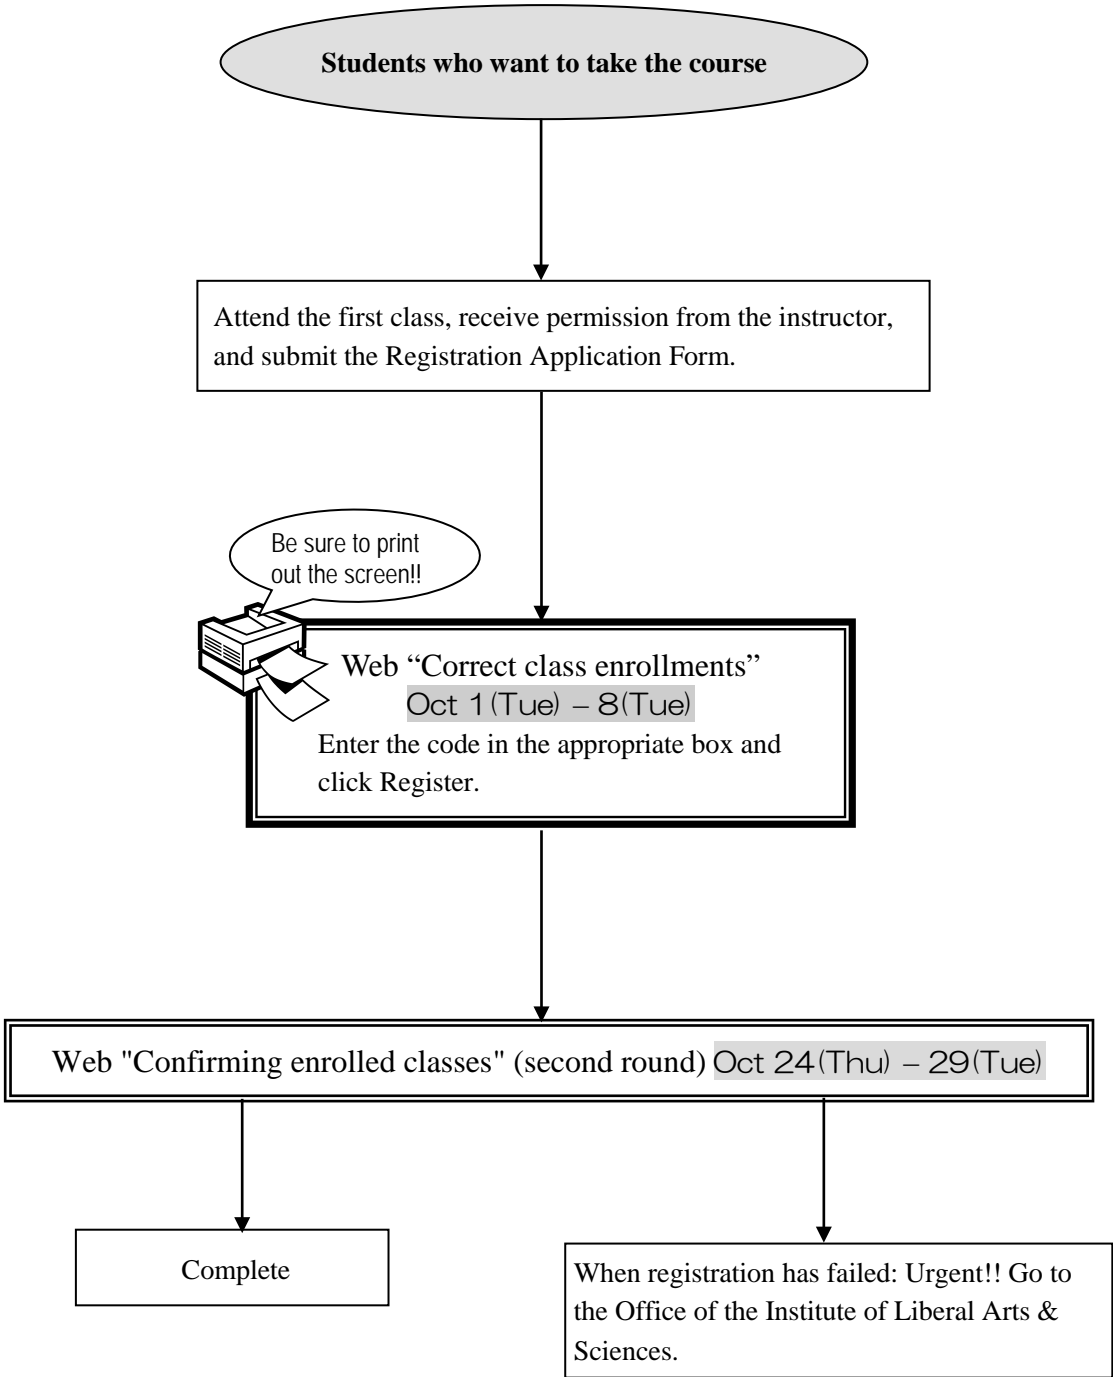 Students who want to take the course
Attend the first class, receive permission from the instructor,
and submit the Registration Application Form.
Be sure to print
out the screen!!
Web “Correct class enrollments”
Oct 1(Tue) – 8(Tue)
Enter the code in the appropriate box and
click Register.
Web "Confirming enrolled classes" (second round) Oct 24(Thu) – 29(Tue)
Complete
When registration has failed: Urgent!! Go to
the Office of the Institute of Liberal Arts &
Sciences.